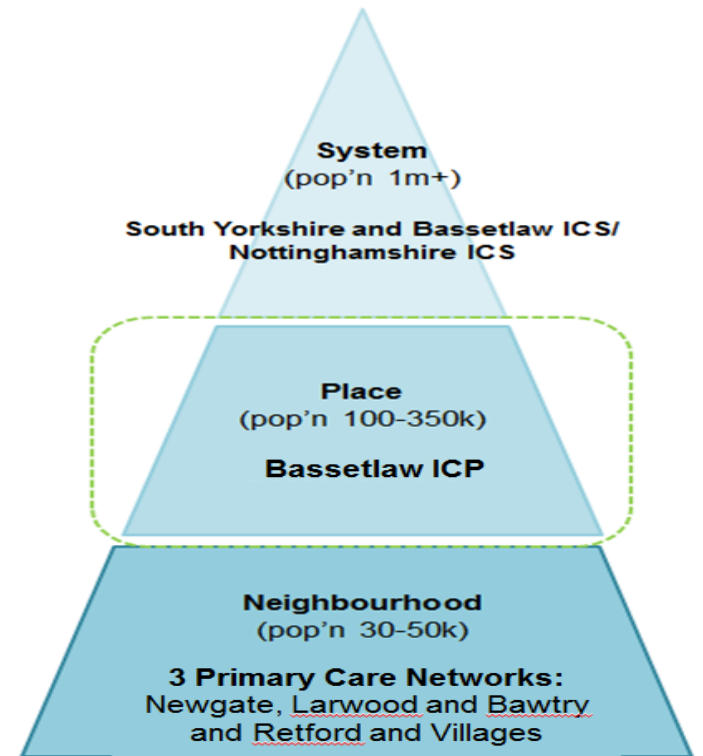 System
(pop’n 1m+)
South Yorkshire and Bassetlaw ICS/
Nottinghamshire ICS
Place
(pop’n 100-350k)
Bassetlaw ICP
Neighbourhood
(pop’n 30-50k)
3 Primary Care Networks:
Newgate, Larwood and Bawtry
and Retford and Villages